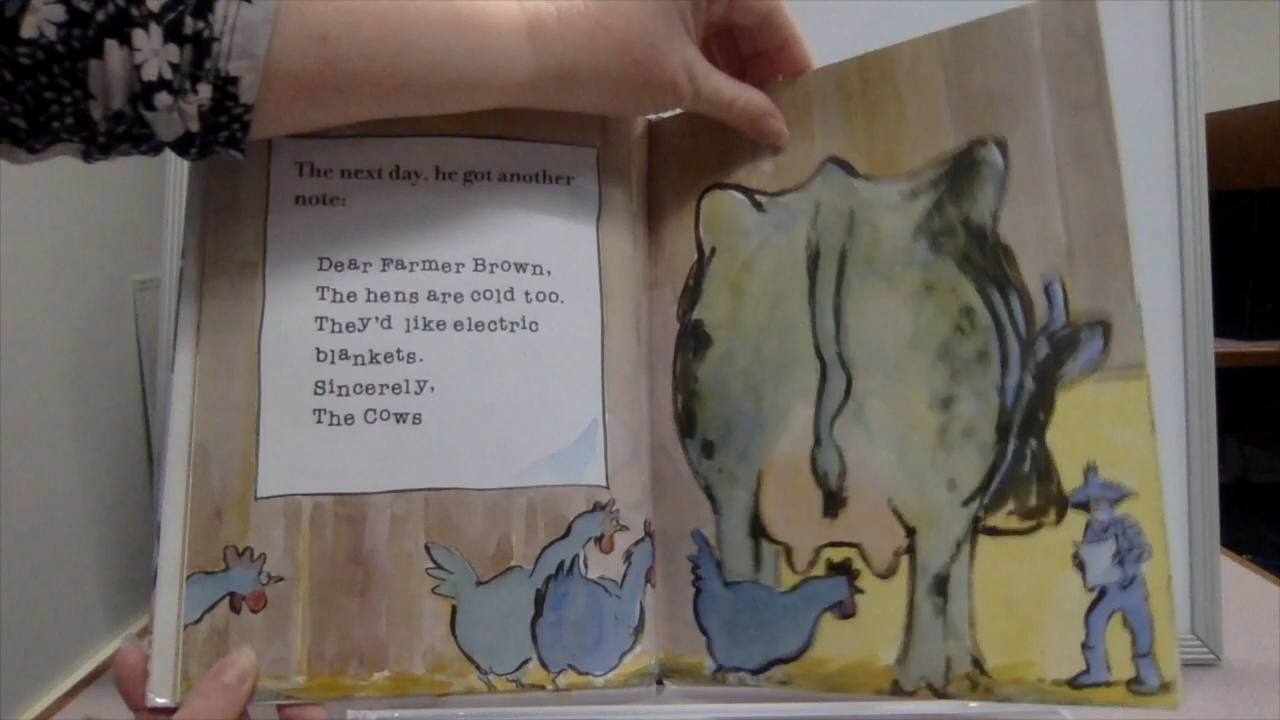 The next day, he got another
note:
Dear Farmer Brown,
The hens are cold too.
They'd like electric
blankets.
Sincerely,
The Cows